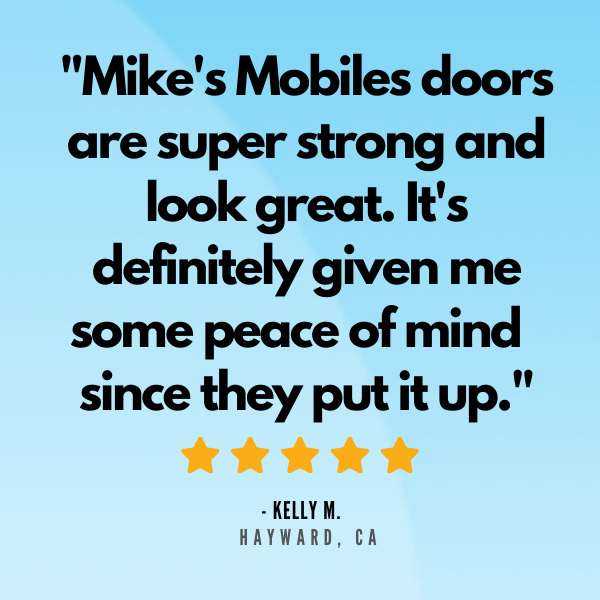 "Mike's Mobiles doors
are super strong and
look great. It's
definitely given me
some peace of mind
since they put it up."
- KELLY M.
HAYWARD, CA